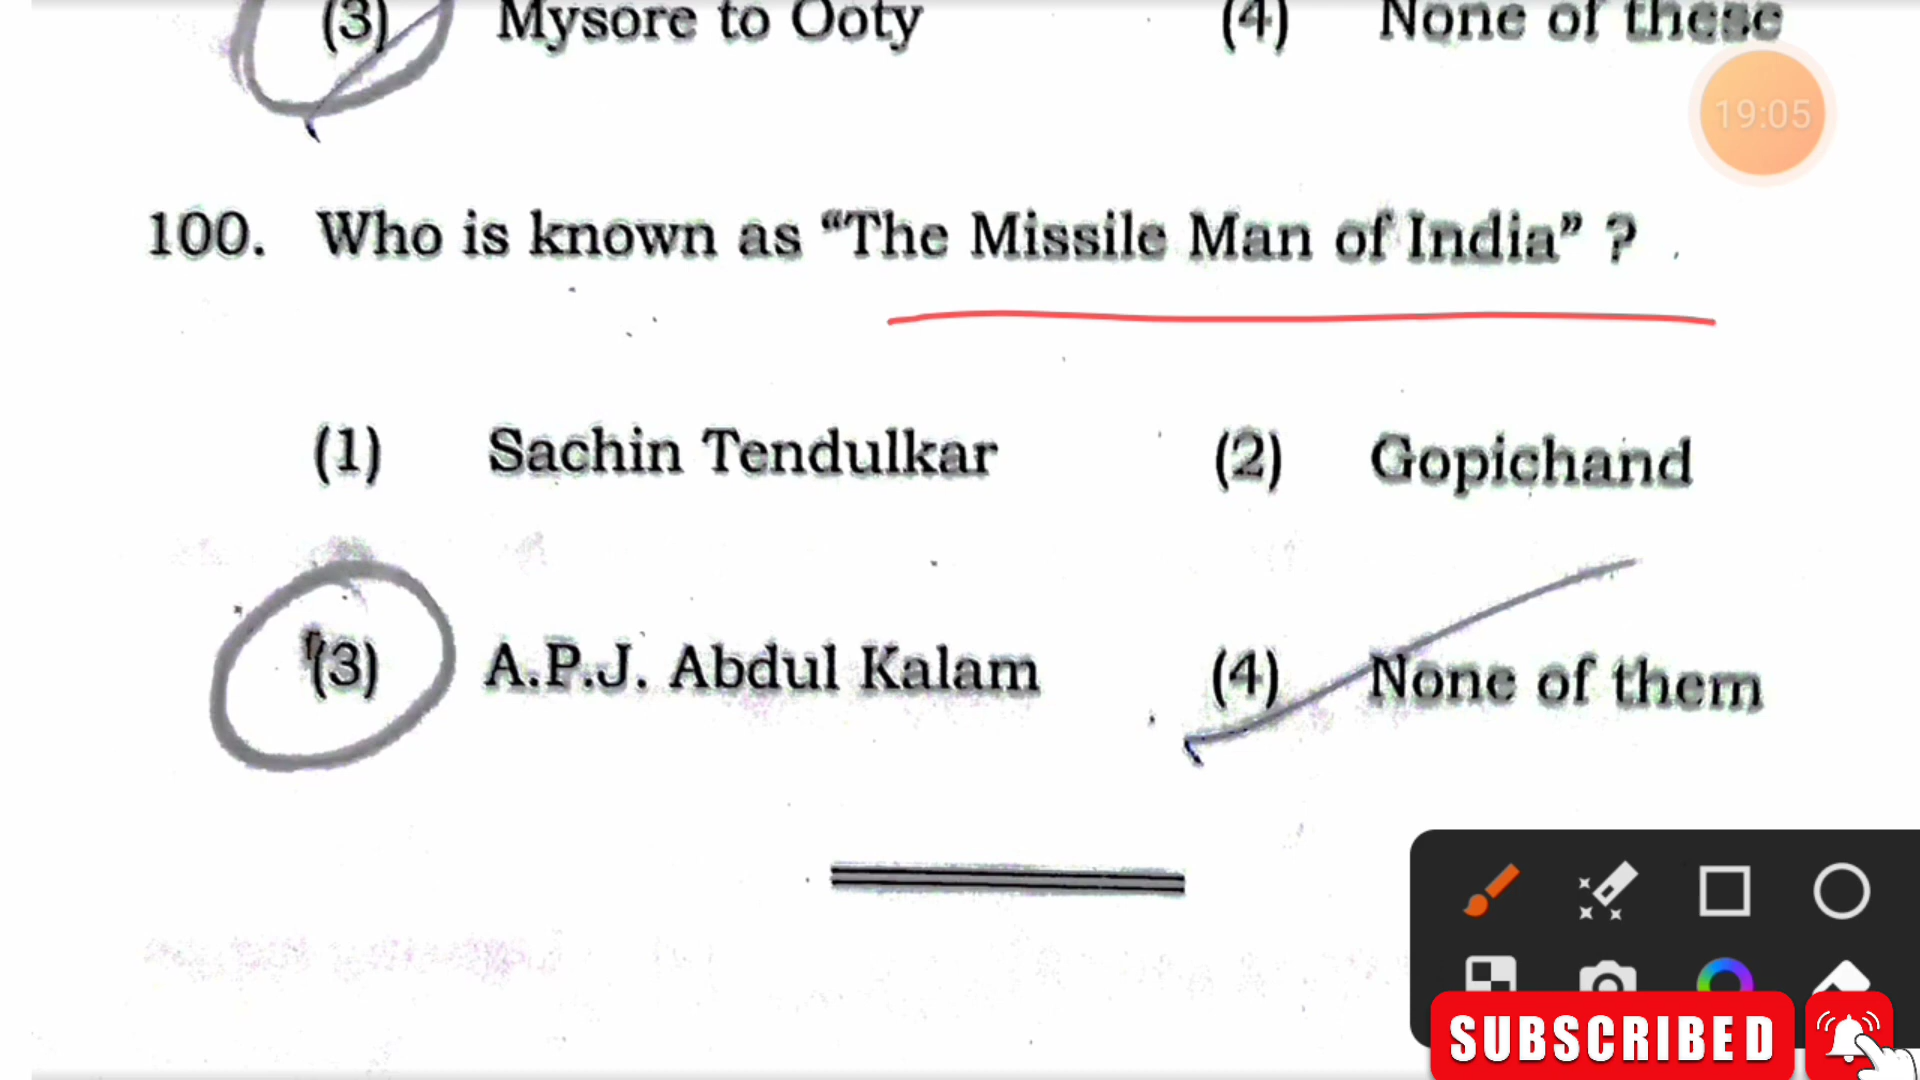 (3) Mysore to Ooty (4) None of these
19:05
100. Who is known as “The Missile Man of India” ?
(1) Sachin Tendulkar (2) Gopichand
(3) A.P.J. Abdul Kalam (4) None of them
SUBSCRIBED